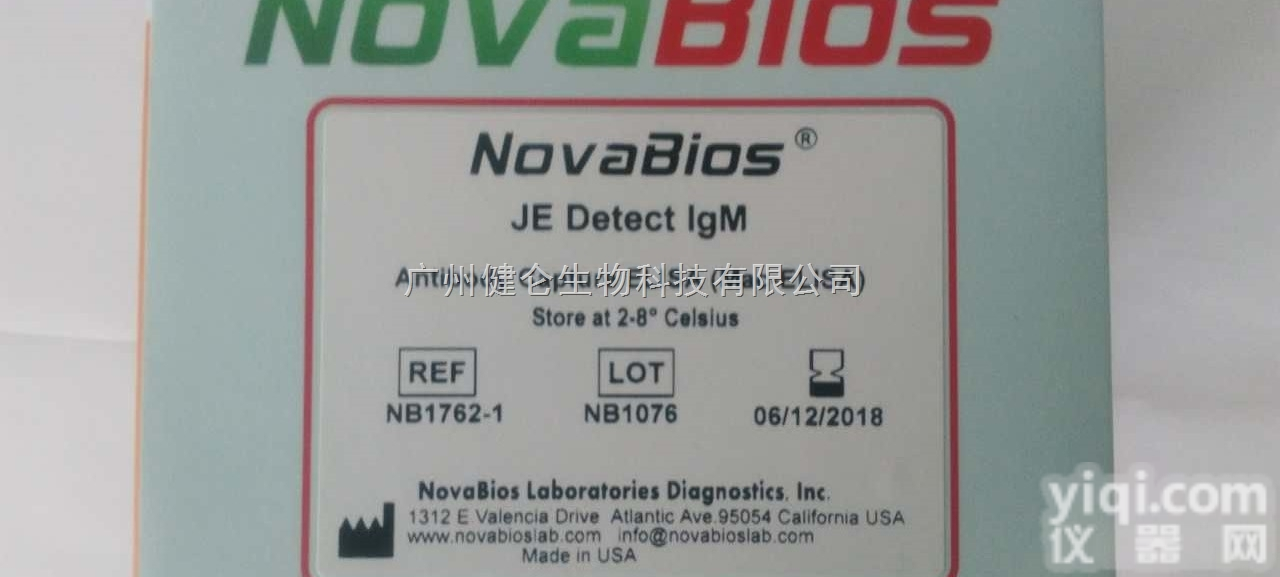 NovaBios
NovaBios®
JE Detect IgM
广州健仑生物科技有限公司
Store at 2-8° Celsius
REF LOT
NB1762-1 NB1076 06/12/2018
NovaBios Laboratories Diagnostics, Inc.
1312 E Valencia Drive Atlantic Ave.95054 California USA
www.novabioslab.com info@novabioslab.com
Made in USA
yiqi.com
仪器网